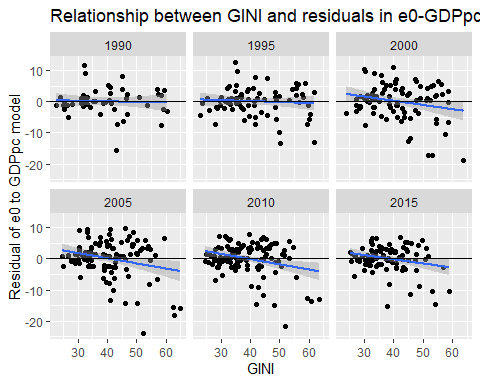 Relationship between GINI and residuals in e0-GDPpc
1990 1995 2000
10
0
-10
-20
2005 2010 2015
10
0
-10
-20
30 40 50 60 30 40 50 60 30 40 50 60
GINI
Residual of e0 to GDPpc model